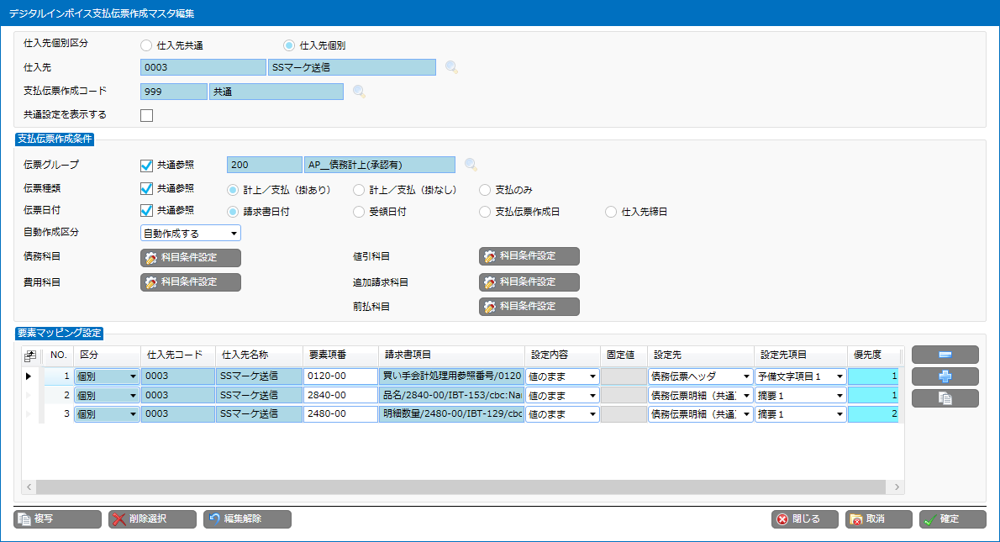 デジタルインボイス支払伝票作成マスタ編集
仕入先個別区分 仕入先共通 仕入先個別
仕入先 0003 SSマーケ送信
支払伝票作成コード 999 共通
共通設定を表示する
支払伝票作成条件
伝票グループ 共通参照 200 AP__債務計上(承認有)
伝票種類 共通参照 計上／支払（掛あり） 計上／支払（掛なし） 支払のみ
伝票日付 共通参照 請求書日付 受領日付 支払伝票作成日 仕入先締日
自動作成区分 自動作成する
債務科目 科目条件設定 値引科目 科目条件設定
費用科目 科目条件設定 追加請求科目 科目条件設定
前払科目 科目条件設定
要素マッピング設定
NO. 区分 仕入先コード 仕入先名称 要素項番 請求書項目 設定内容 固定値 設定先 設定先項目 優先度
1 個別 0003 SSマーケ送信 0120-00 買い手会計処理用参照番号/0120 値のまま 債務伝票ヘッダ 予備文字項目１ 1
2 個別 0003 SSマーケ送信 2840-00 品名/2840-00/IBT-153/cbc:Nar 値のまま 債務伝票明細（共通） 摘要１ 1
3 個別 0003 SSマーケ送信 2480-00 明細数量/2480-00/IBT-129/cbc 値のまま 債務伝票明細（共通） 摘要１ 2
複写 削除選択 編集解除 閉じる 取消 確定